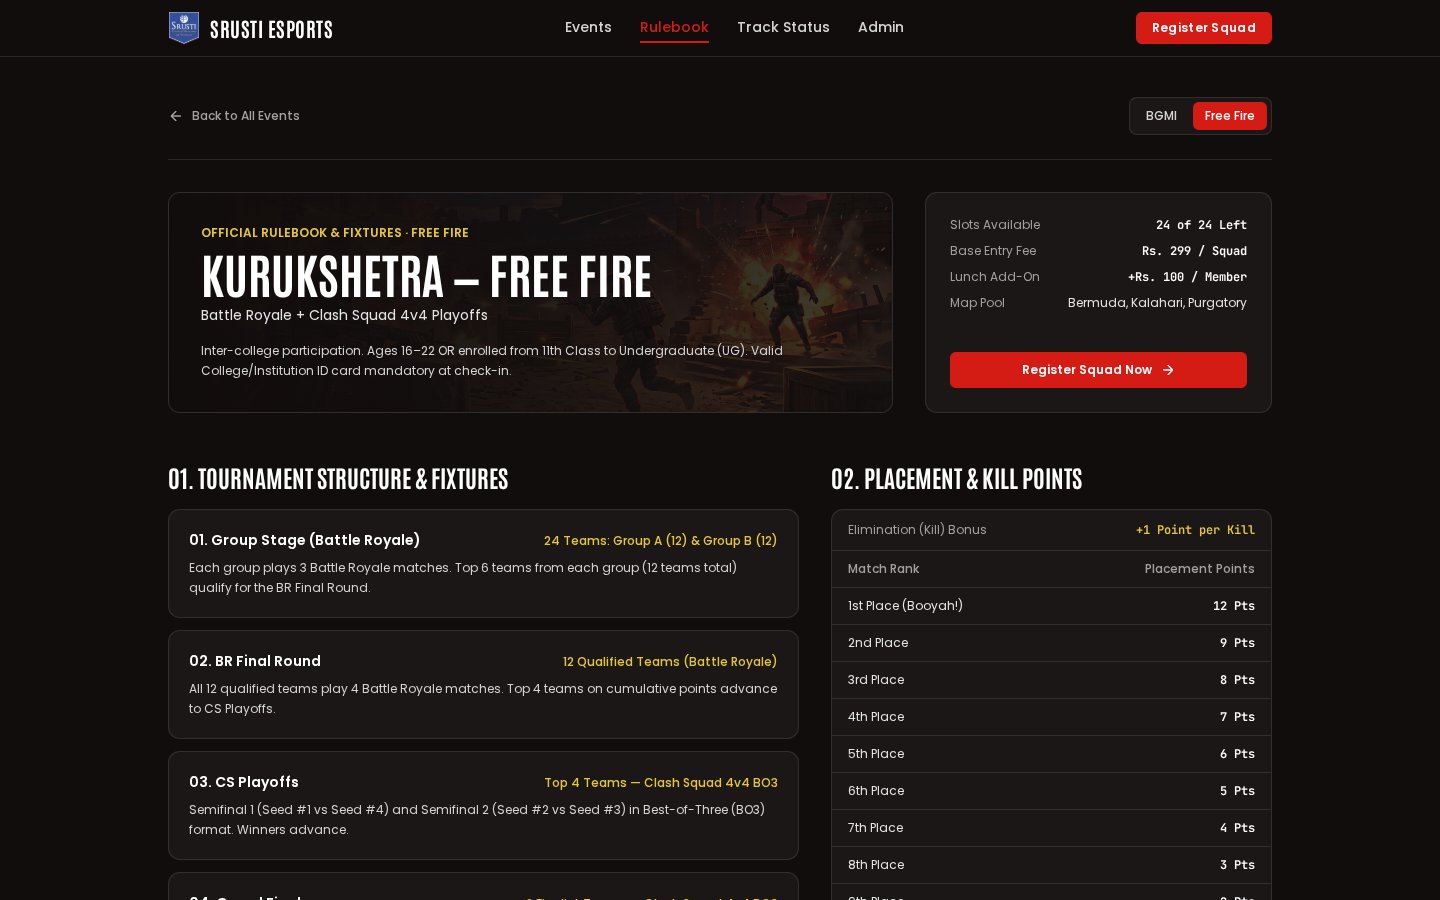 SRUSTI
SRUSTI ESPORTS
Events
Rulebook
Track Status
Admin
Register Squad
Back to All Events
BGMI
Free Fire
OFFICIAL RULEBOOK & FIXTURES · FREE FIRE
KURUKSHETRA — FREE FIRE
Battle Royale + Clash Squad 4v4 Playoffs
Inter-college participation. Ages 16–22 OR enrolled from 11th Class to Undergraduate (UG). Valid
College/Institution ID card mandatory at check-in.
Slots Available 24 of 24 Left
Base Entry Fee Rs. 299 / Squad
Lunch Add-On +Rs. 100 / Member
Map Pool Bermuda, Kalahari, Purgatory
Register Squad Now
01. TOURNAMENT STRUCTURE & FIXTURES
01. Group Stage (Battle Royale) 24 Teams: Group A (12) & Group B (12)
Each group plays 3 Battle Royale matches. Top 6 teams from each group (12 teams total)
qualify for the BR Final Round.
02. BR Final Round 12 Qualified Teams (Battle Royale)
All 12 qualified teams play 4 Battle Royale matches. Top 4 teams on cumulative points advance
to CS Playoffs.
03. CS Playoffs Top 4 Teams — Clash Squad 4v4 BO3
Semifinal 1 (Seed #1 vs Seed #4) and Semifinal 2 (Seed #2 vs Seed #3) in Best-of-Three (BO3)
format. Winners advance.
02. PLACEMENT & KILL POINTS
Elimination (Kill) Bonus +1 Point per Kill
Match Rank Placement Points
1st Place (Booyah!) 12 Pts
2nd Place 9 Pts
3rd Place 8 Pts
4th Place 7 Pts
5th Place 6 Pts
6th Place 5 Pts
7th Place 4 Pts
8th Place 3 Pts